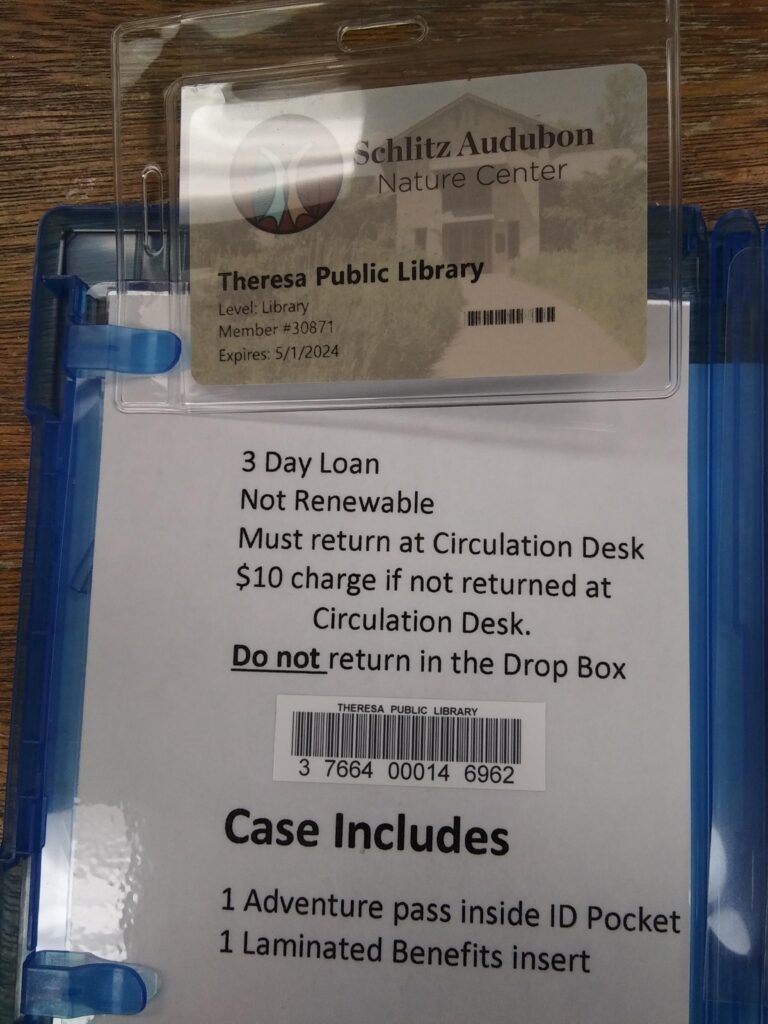 Schlitz Audubon
Nature Center
Theresa Public Library
Level: Library
Member #30871
Expires: 5/1/2024
3 Day Loan
Not Renewable
Must return at Circulation Desk
$10 charge if not returned at
Circulation Desk.
Do not return in the Drop Box
THERESA PUBLIC LIBRARY
3 7664 00014 6962
Case Includes
1 Adventure pass inside ID Pocket
1 Laminated Benefits insert